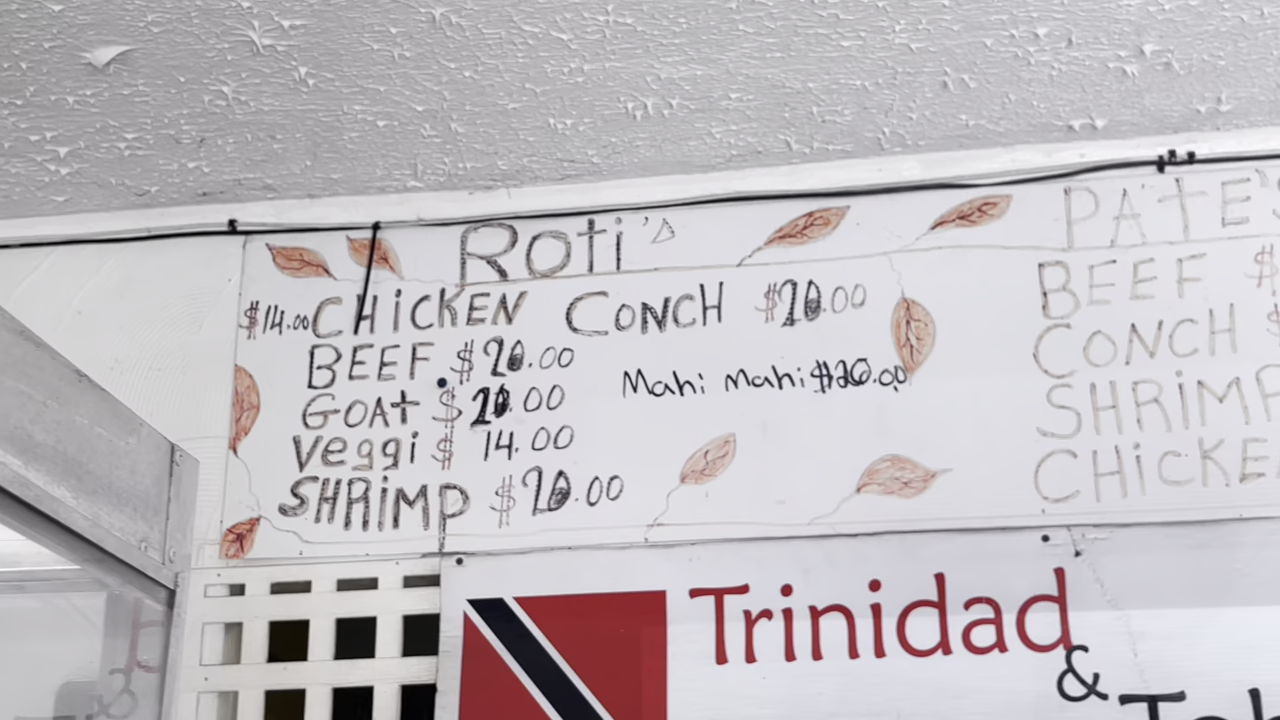 Roti's
$14.00 CHiCKEN CONCH $20.00
BEEF $20.00
Mahi Mahi $20.00
GOAt $20.00
Veggi $ 14.00
SHRiMP $20.00
PATE'
BEEF $
CONCH $
SHRiMP
CHiCKE
Trinidad
&